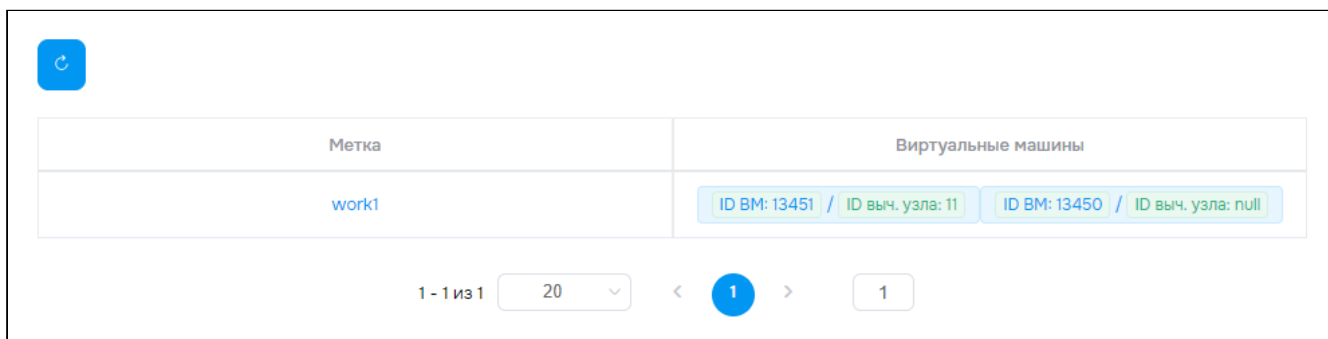 Метка Виртуальные машины
work1 ID ВМ: 13451 / ID выч. узла: 11 ID ВМ: 13450 / ID выч. узла: null
1 - 1 из 1 20 < 1 > 1